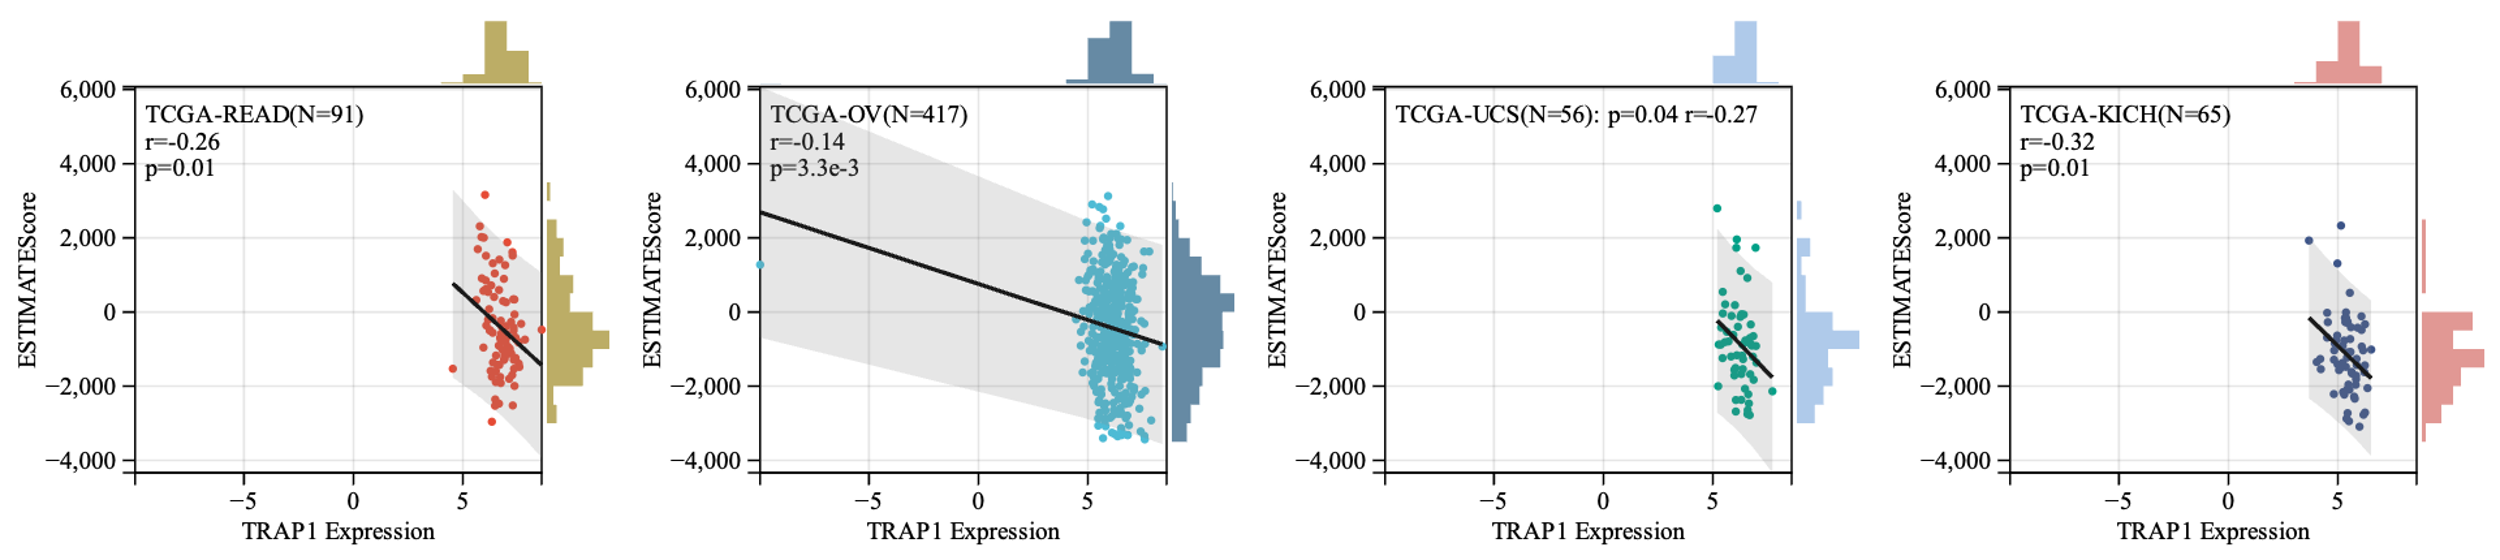 6,000
4,000
2,000
0
−2,000
−4,000
ESTIMATEScore
TCGA-READ(N=91)
r=-0.26
p=0.01
−5
0
5
TRAP1 Expression
6,000
4,000
2,000
0
−2,000
−4,000
ESTIMATEScore
TCGA-OV(N=417)
r=-0.14
p=3.3e-3
−5
0
5
TRAP1 Expression
6,000
4,000
2,000
0
−2,000
−4,000
ESTIMATEScore
TCGA-UCS(N=56): p=0.04 r=-0.27
−5
0
5
TRAP1 Expression
6,000
4,000
2,000
0
−2,000
−4,000
ESTIMATEScore
TCGA-KICH(N=65)
r=-0.32
p=0.01
−5
0
5
TRAP1 Expression